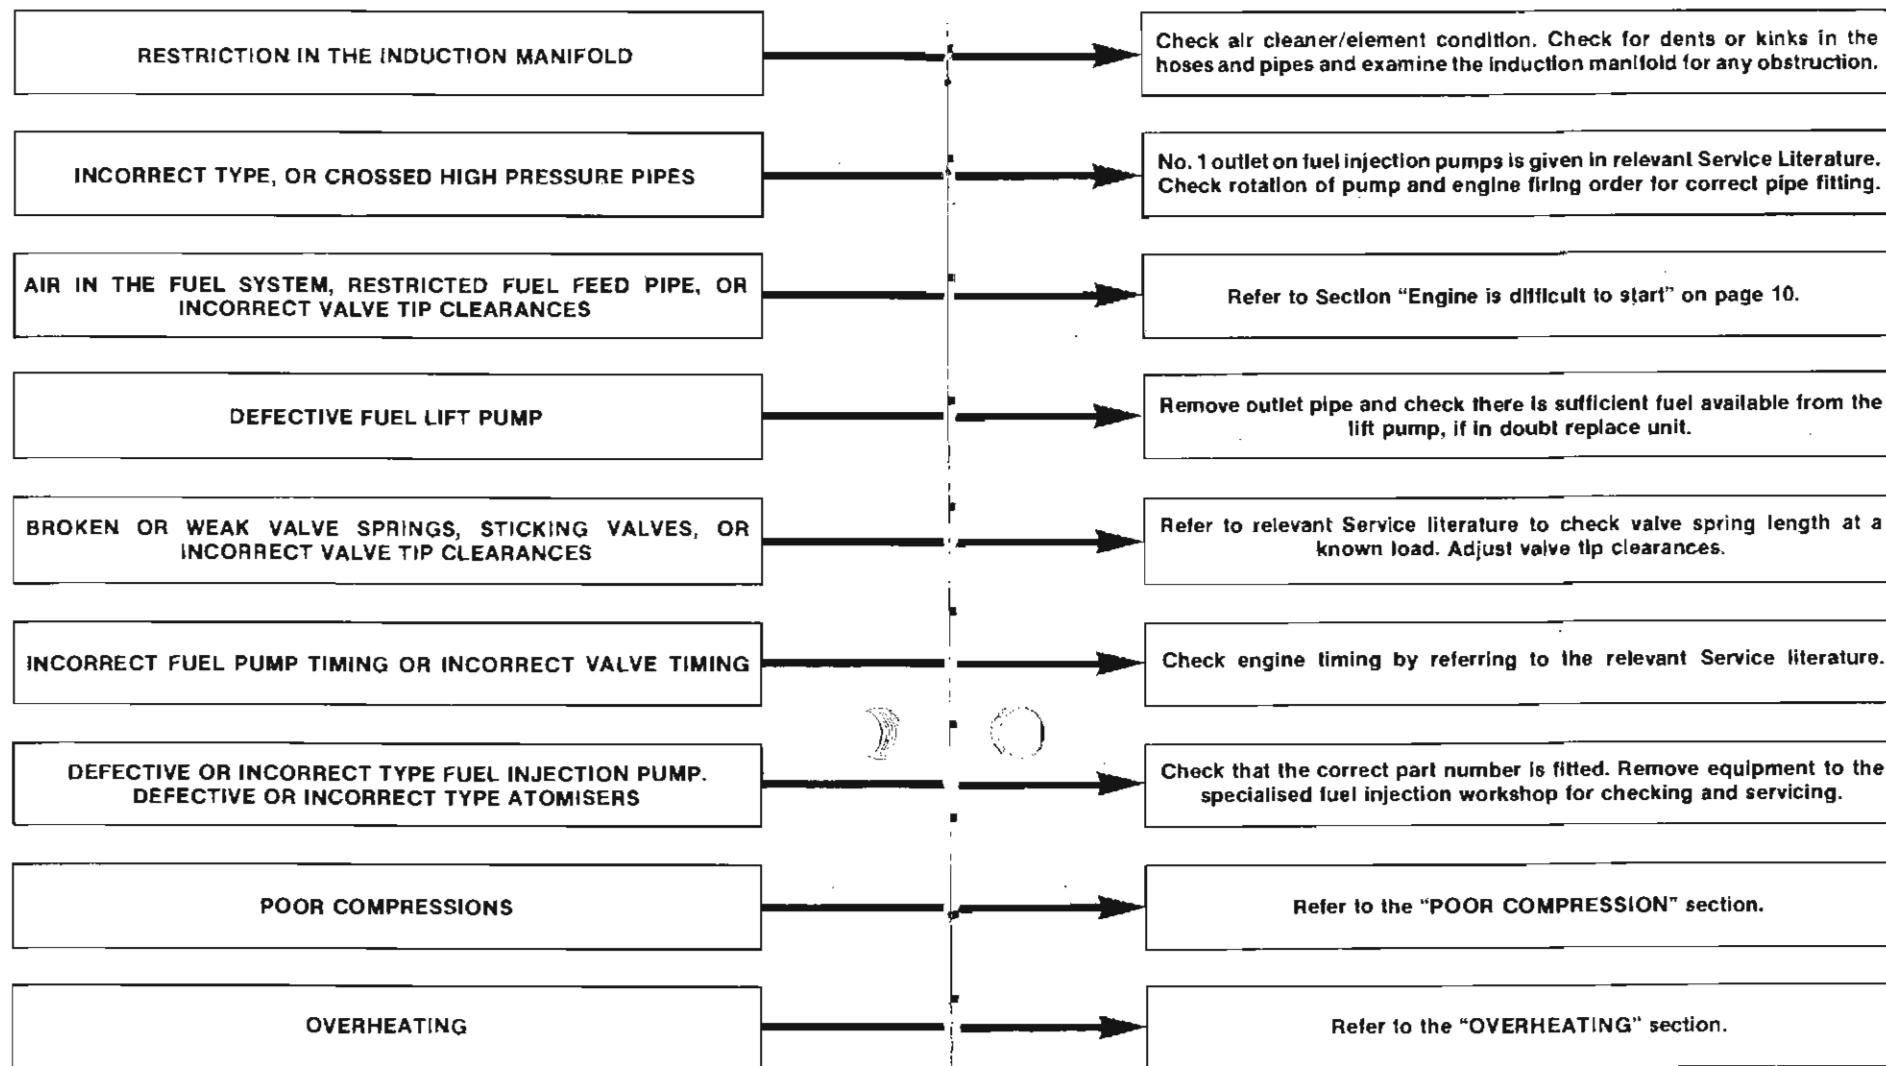 RESTRICTION IN THE INDUCTION MANIFOLD
Check air cleaner/element condition. Check for dents or kinks in the
hoses and pipes and examine the induction manifold for any obstruction.
INCORRECT TYPE, OR CROSSED HIGH PRESSURE PIPES
No. 1 outlet on fuel injection pumps is given in relevant Service Literature.
Check rotation of pump and engine firing order for correct pipe fitting.
AIR IN THE FUEL SYSTEM, RESTRICTED FUEL FEED PIPE, OR
INCORRECT VALVE TIP CLEARANCES
Refer to Section "Engine is difficult to start" on page 10.
DEFECTIVE FUEL LIFT PUMP
Remove outlet pipe and check there is sufficient fuel available from the
lift pump, if in doubt replace unit.
BROKEN OR WEAK VALVE SPRINGS, STICKING VALVES, OR
INCORRECT VALVE TIP CLEARANCES
Refer to relevant Service literature to check valve spring length at a
known load. Adjust valve tip clearances.
INCORRECT FUEL PUMP TIMING OR INCORRECT VALVE TIMING
Check engine timing by referring to the relevant Service literature.
DEFECTIVE OR INCORRECT TYPE FUEL INJECTION PUMP.
DEFECTIVE OR INCORRECT TYPE ATOMISERS
Check that the correct part number is fitted. Remove equipment to the
specialised fuel injection workshop for checking and servicing.
POOR COMPRESSIONS
Refer to the "POOR COMPRESSION" section.
OVERHEATING
Refer to the "OVERHEATING" section.